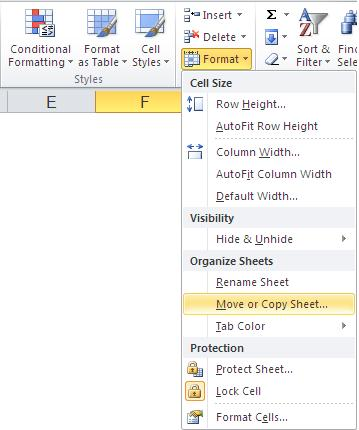 Conditional
Formatting
Format
as Table
Cell
Styles
Styles
Insert
Delete
Format
Σ
Sort &
Filter
E
F
Cell Size
Row Height...
AutoFit Row Height
Column Width...
AutoFit Column Width
Default Width...
Visibility
Hide & Unhide
Organize Sheets
Rename Sheet
Move or Copy Sheet...
Tab Color
Protection
Protect Sheet...
Lock Cell
Format Cells...